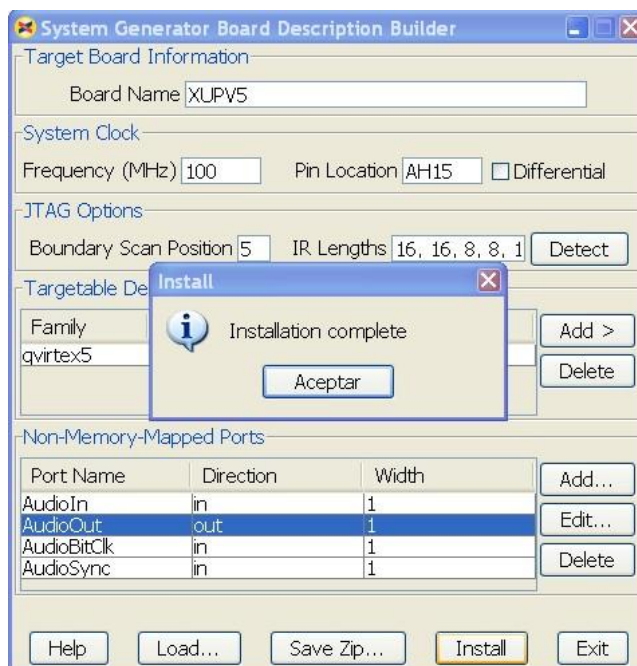 System Generator Board Description Builder
Target Board Information
Board Name XUPV5
System Clock
Frequency (MHz) 100 Pin Location AH15 Differential
JTAG Options
Boundary Scan Position 5 IR Lengths 16, 16, 8, 8, 1 Detect
Targetable De
Install
Family
Installation complete
Add >
qvirtex5
Delete
Aceptar
Non-Memory-Mapped Ports
Port Name Direction Width
Add...
AudioIn in 1
AudioOut out 1
Edit...
AudioBitClk in 1
AudioSync in 1
Delete
Help Load... Save Zip... Install Exit